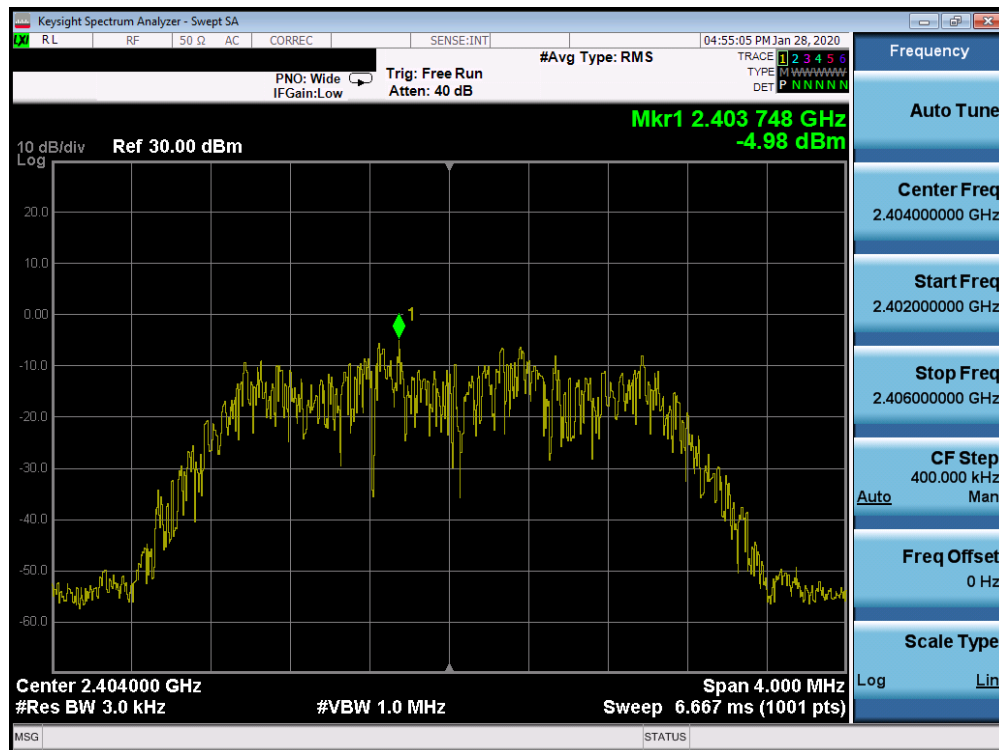 Keysight Spectrum Analyzer - Swept SA
LXI RL RF 50 Ω AC CORREC SENSE:INT 04:55:05 PM Jan 28, 2020
#Avg Type: RMS
TRACE 1 2 3 4 5 6
TYPE M WWWWW
DET P N N N N N
PNO: Wide
IFGain:Low
Trig: Free Run
Atten: 40 dB
Mkr1 2.403 748 GHz
-4.98 dBm
10 dB/div
Log
Ref 30.00 dBm
1
20.0
10.0
0.00
-10.0
-20.0
-30.0
-40.0
-50.0
-60.0
Center 2.404000 GHz
Span 4.000 MHz
#Res BW 3.0 kHz
#VBW 1.0 MHz
Sweep 6.667 ms (1001 pts)
MSG
STATUS
Frequency
Auto Tune
Center Freq
2.404000000 GHz
Start Freq
2.402000000 GHz
Stop Freq
2.406000000 GHz
CF Step
400.000 kHz
Auto Man
Freq Offset
0 Hz
Scale Type
Log Lin